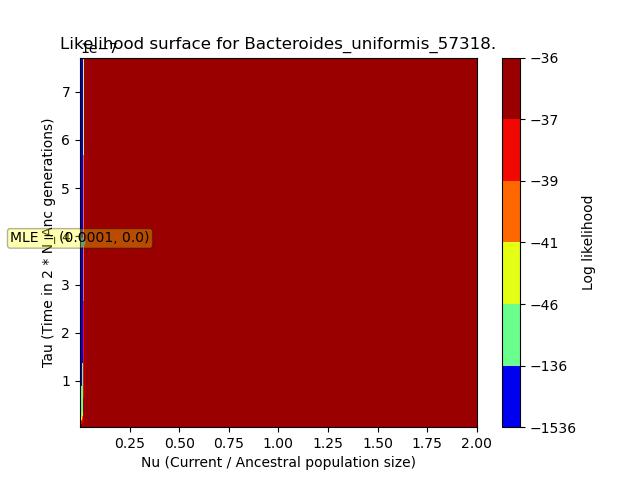 Likelihood surface for Bacteroides_uniformis_57318.
1e−7
7
6
5
4
3
2
1
Tau (Time in 2 * N_Anc generations)
MLE = (0.0001, 0.0)
0.25 0.50 0.75 1.00 1.25 1.50 1.75 2.00
Nu (Current / Ancestral population size)
−36
−37
−39
−41
−46
−136
−1536
Log likelihood